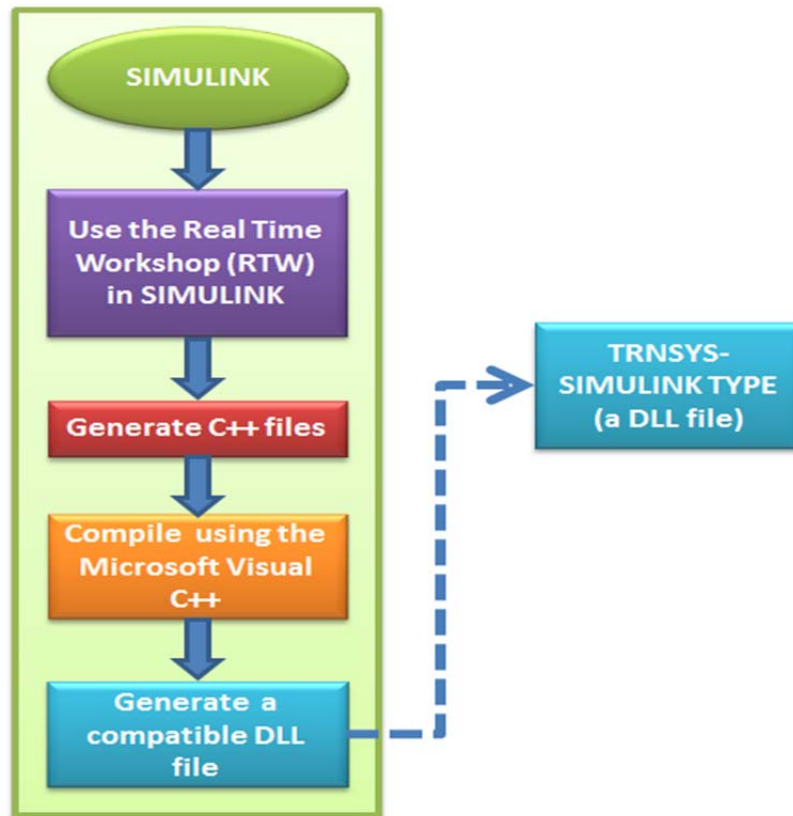 SIMULINK
Use the Real Time
Workshop (RTW)
in SIMULINK
Generate C++ files
Compile using the
Microsoft Visual
C++
Generate a
compatible DLL
file
TRNSYS-
SIMULINK TYPE
(a DLL file)